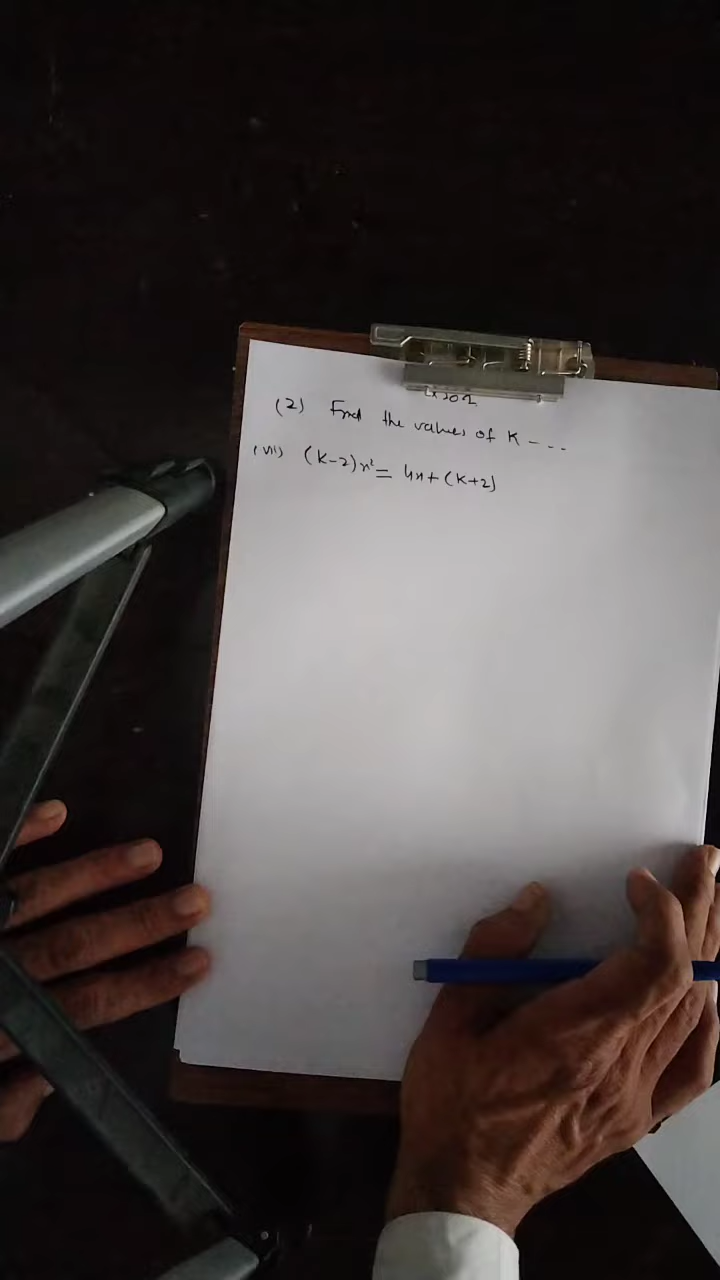 (2) Find the values of K - - - -
(vii) (K-2)x² = 4x + (K+2)